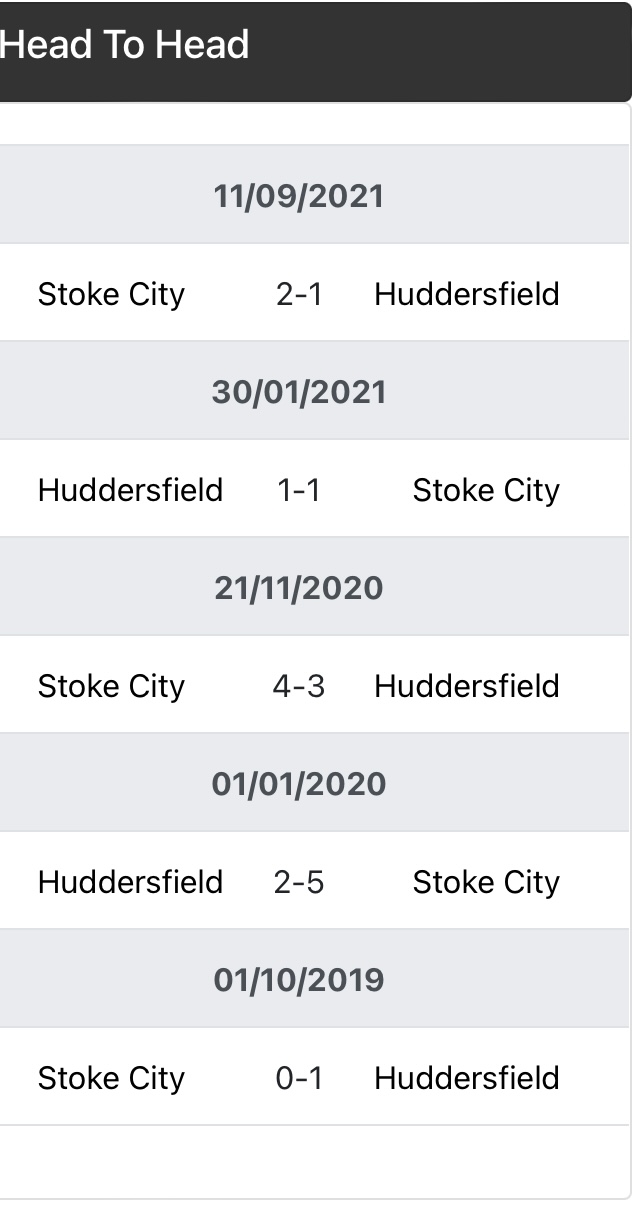 Head To Head
11/09/2021
Stoke City 2-1 Huddersfield
30/01/2021
Huddersfield 1-1 Stoke City
21/11/2020
Stoke City 4-3 Huddersfield
01/01/2020
Huddersfield 2-5 Stoke City
01/10/2019
Stoke City 0-1 Huddersfield